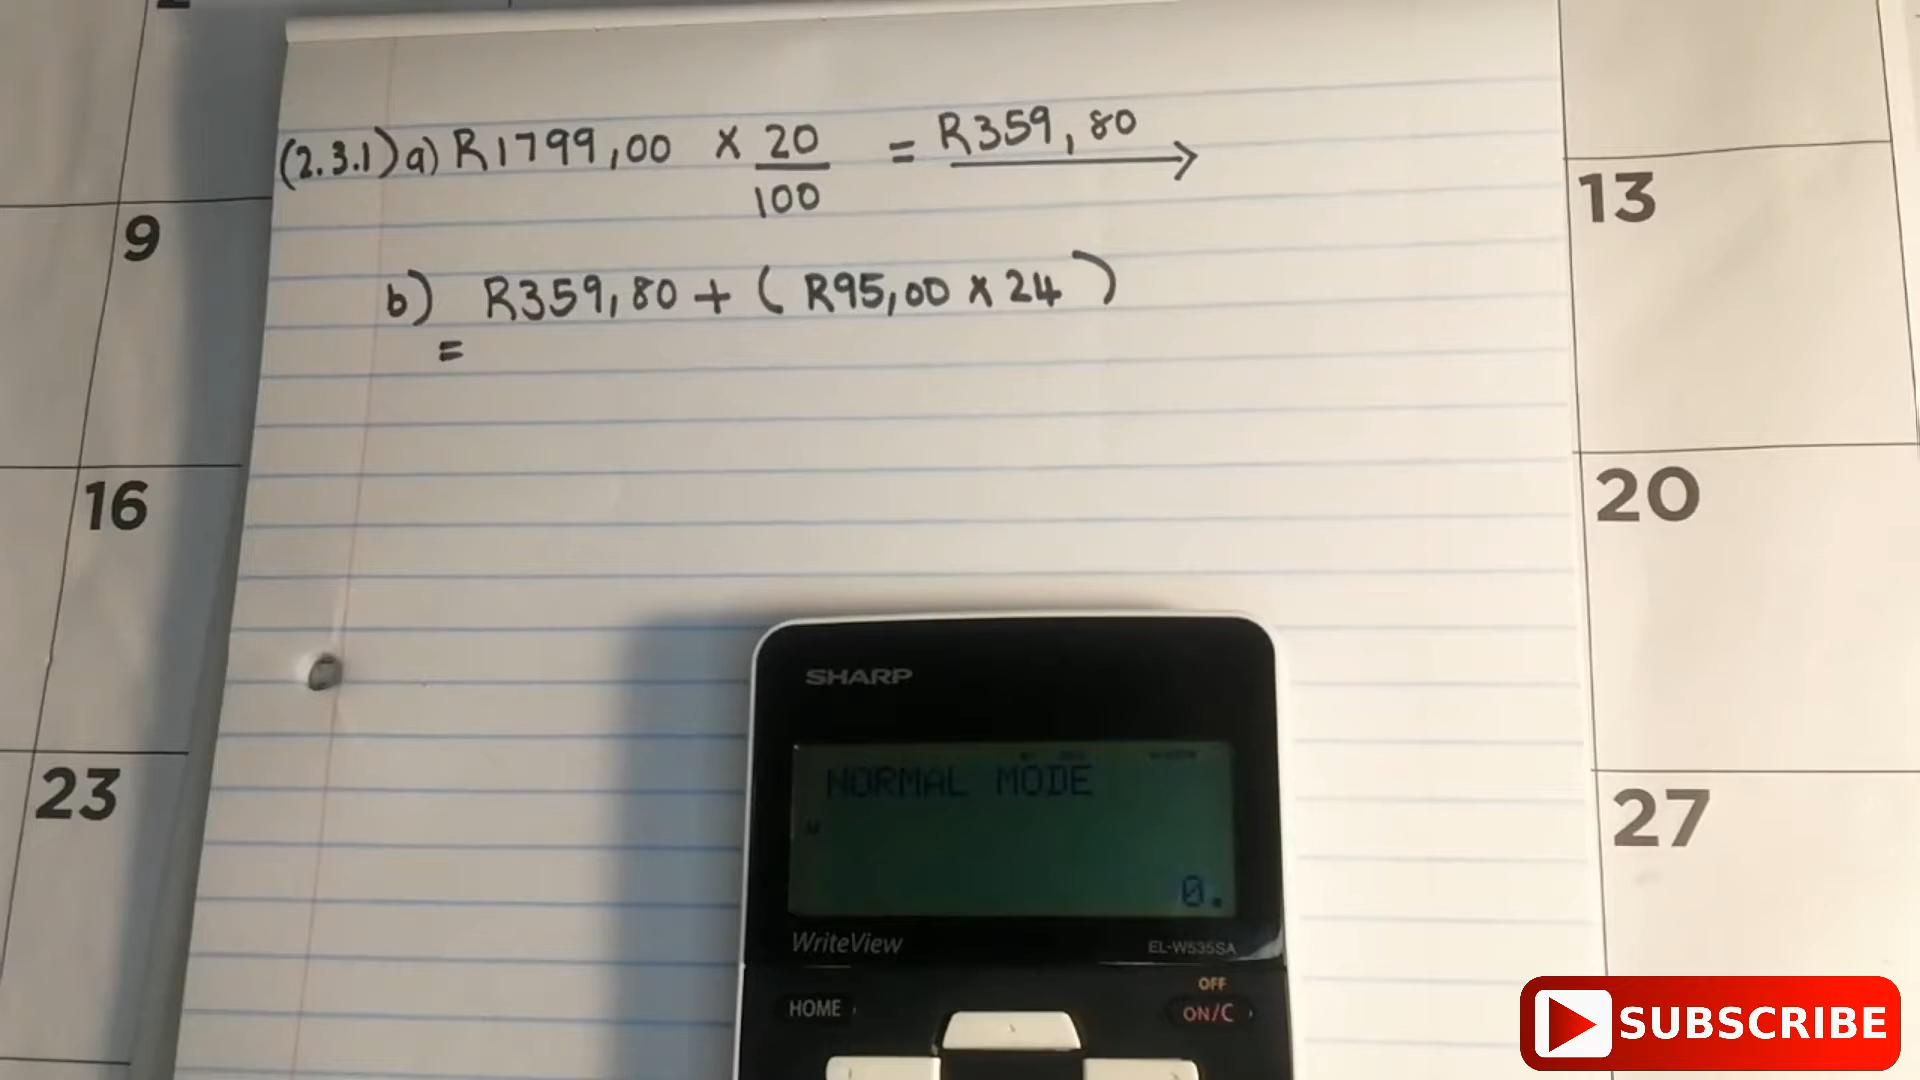 (2.3.1) a) R1799,00 × 20/100 = R359,80
b) R359,80 + (R95,00 × 24)
=
9
13
16
20
23
27
SHARP
NORMAL MODE
0.
WriteView
EL-W535SA
HOME
OFF
ON/C
SUBSCRIBE